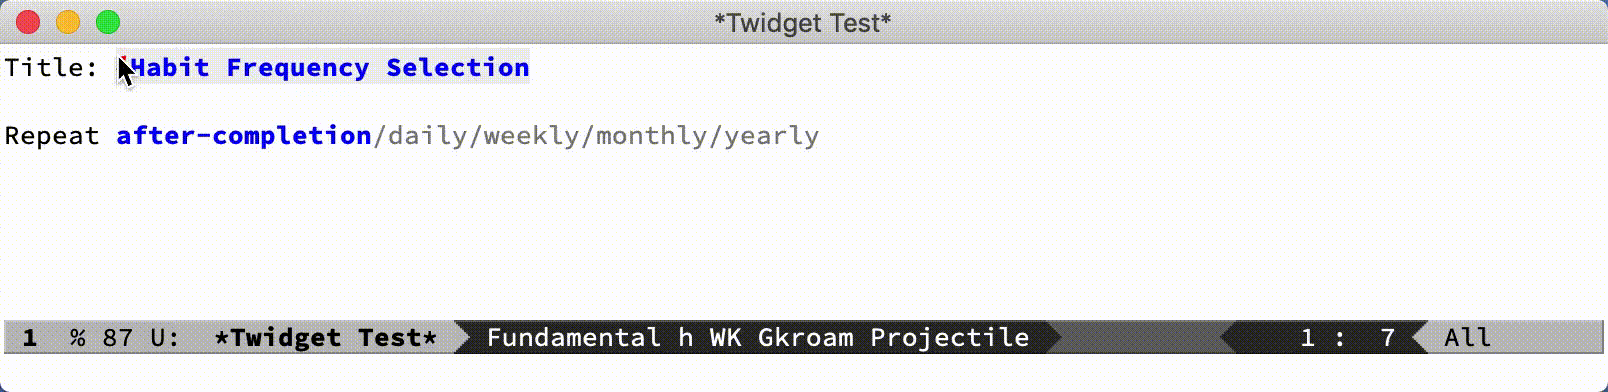 *Twidget Test*
Title: Habit Frequency Selection
Repeat after-completion/daily/weekly/monthly/yearly
1 % 87 U: *Twidget Test* Fundamental h WK Gkroam Projectile 1 : 7 All